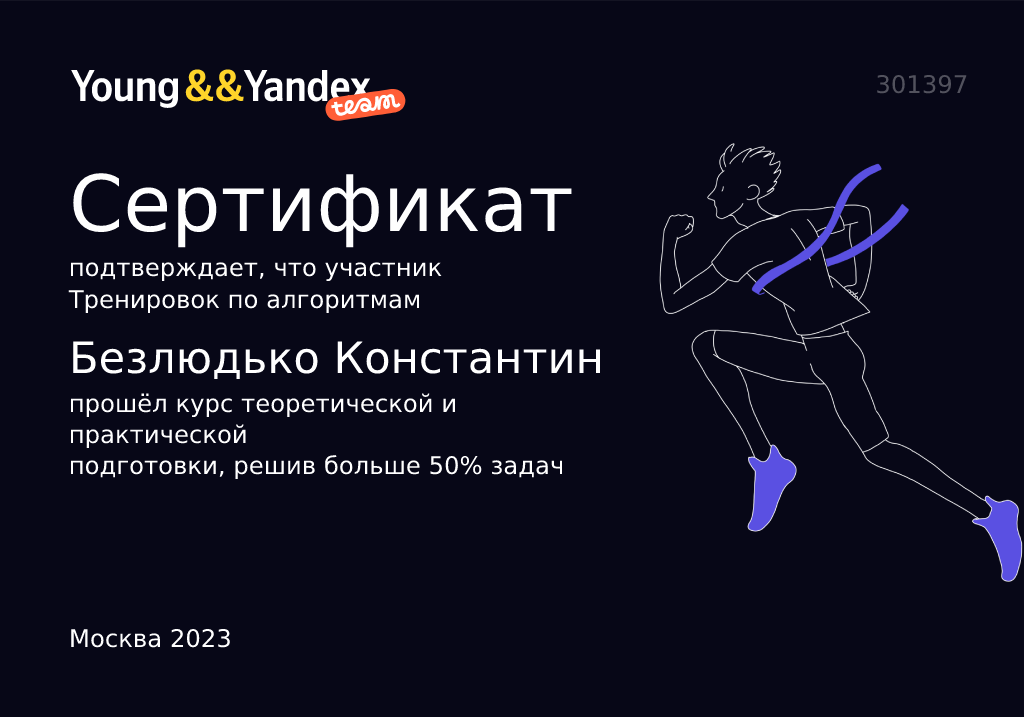 Young&&Yandex
team
301397
Сертификат
подтверждает, что участник
Тренировок по алгоритмам
Безлюдько Константин
прошёл курс теоретической и
практической
подготовки, решив больше 50% задач
Москва 2023